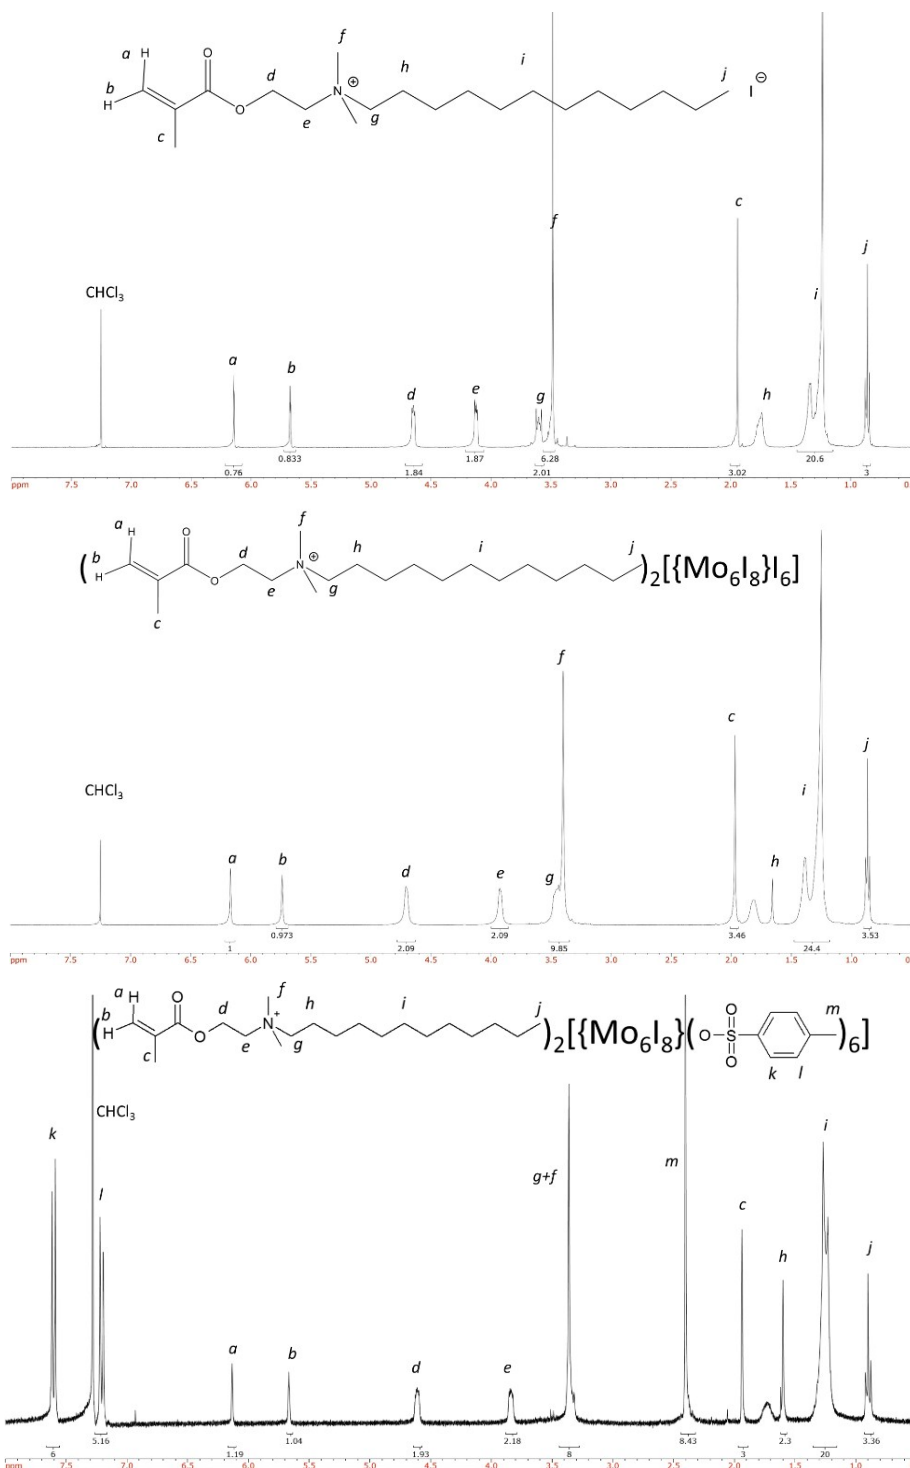 f
a H O i
d h j I ⊖
b N ⊕
H O e g
c
c
f
j
CHCl3 i
a b
d e g h
0.76 0.833 1.84 1.87 2.01 6.28 3.02 20.6 3
ppm 7.5 7.0 6.5 6.0 5.5 5.0 4.5 4.0 3.5 3.0 2.5 2.0 1.5 1.0 0
f
a H O
( b d N ⊕ h i j )2[{Mo6I8}I6]
H O e g
c
f
c
j
CHCl3 i
a b h
d e g
1 0.973 2.09 2.09 9.85 3.46 24.4 3.53
ppm 7.5 7.0 6.5 6.0 5.5 5.0 4.5 4.0 3.5 3.0 2.5 2.0 1.5 1.0 0
a H O d f h i O m
( b H N + j )2[{Mo6I8}( O S )6]
c O e g O k l
CHCl3
k i
g+f m
l
c
h j
a b d e
6 5.16 1.19 1.04 1.93 2.18 8 8.43 3 2.3 20 3.36
ppm 7.5 7.0 6.5 6.0 5.5 5.0 4.5 4.0 3.5 3.0 2.5 2.0 1.5 1.0